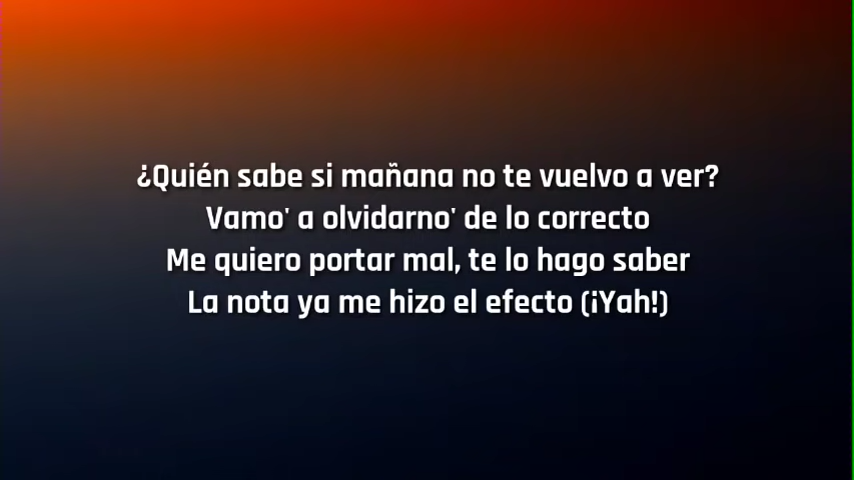 ¿Quién sabe si mañana no te vuelvo a ver?
Vamo' a olvidarno' de lo correcto
Me quiero portar mal, te lo hago saber
La nota ya me hizo el efecto (¡Yah!)